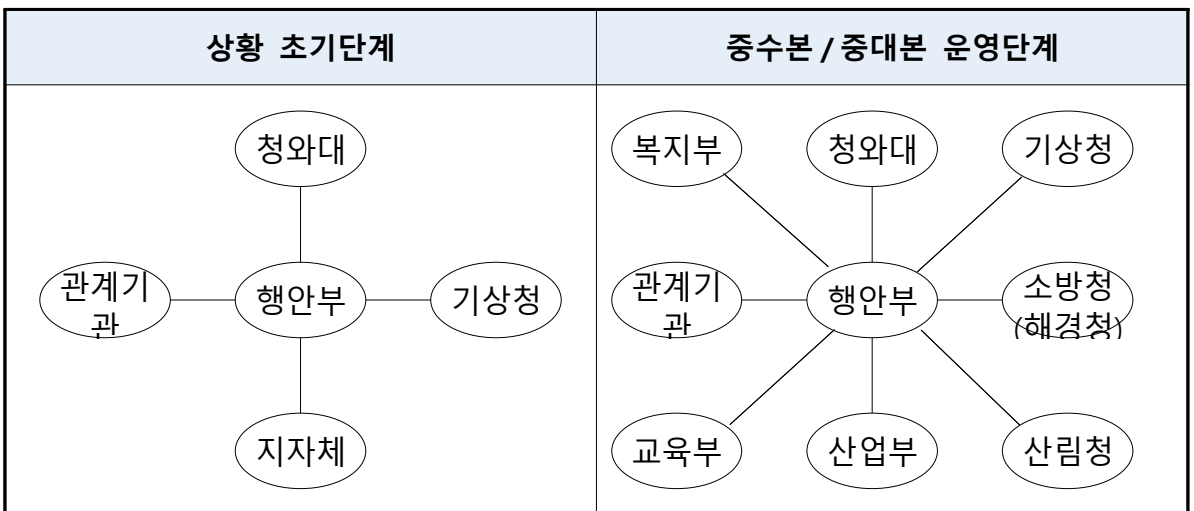 상황 초기단계
중수본 / 중대본 운영단계
청와대
관계기
관
행안부
기상청
지자체
복지부
청와대
기상청
관계기
관
행안부
소방청
(해경청)
교육부
산업부
산림청